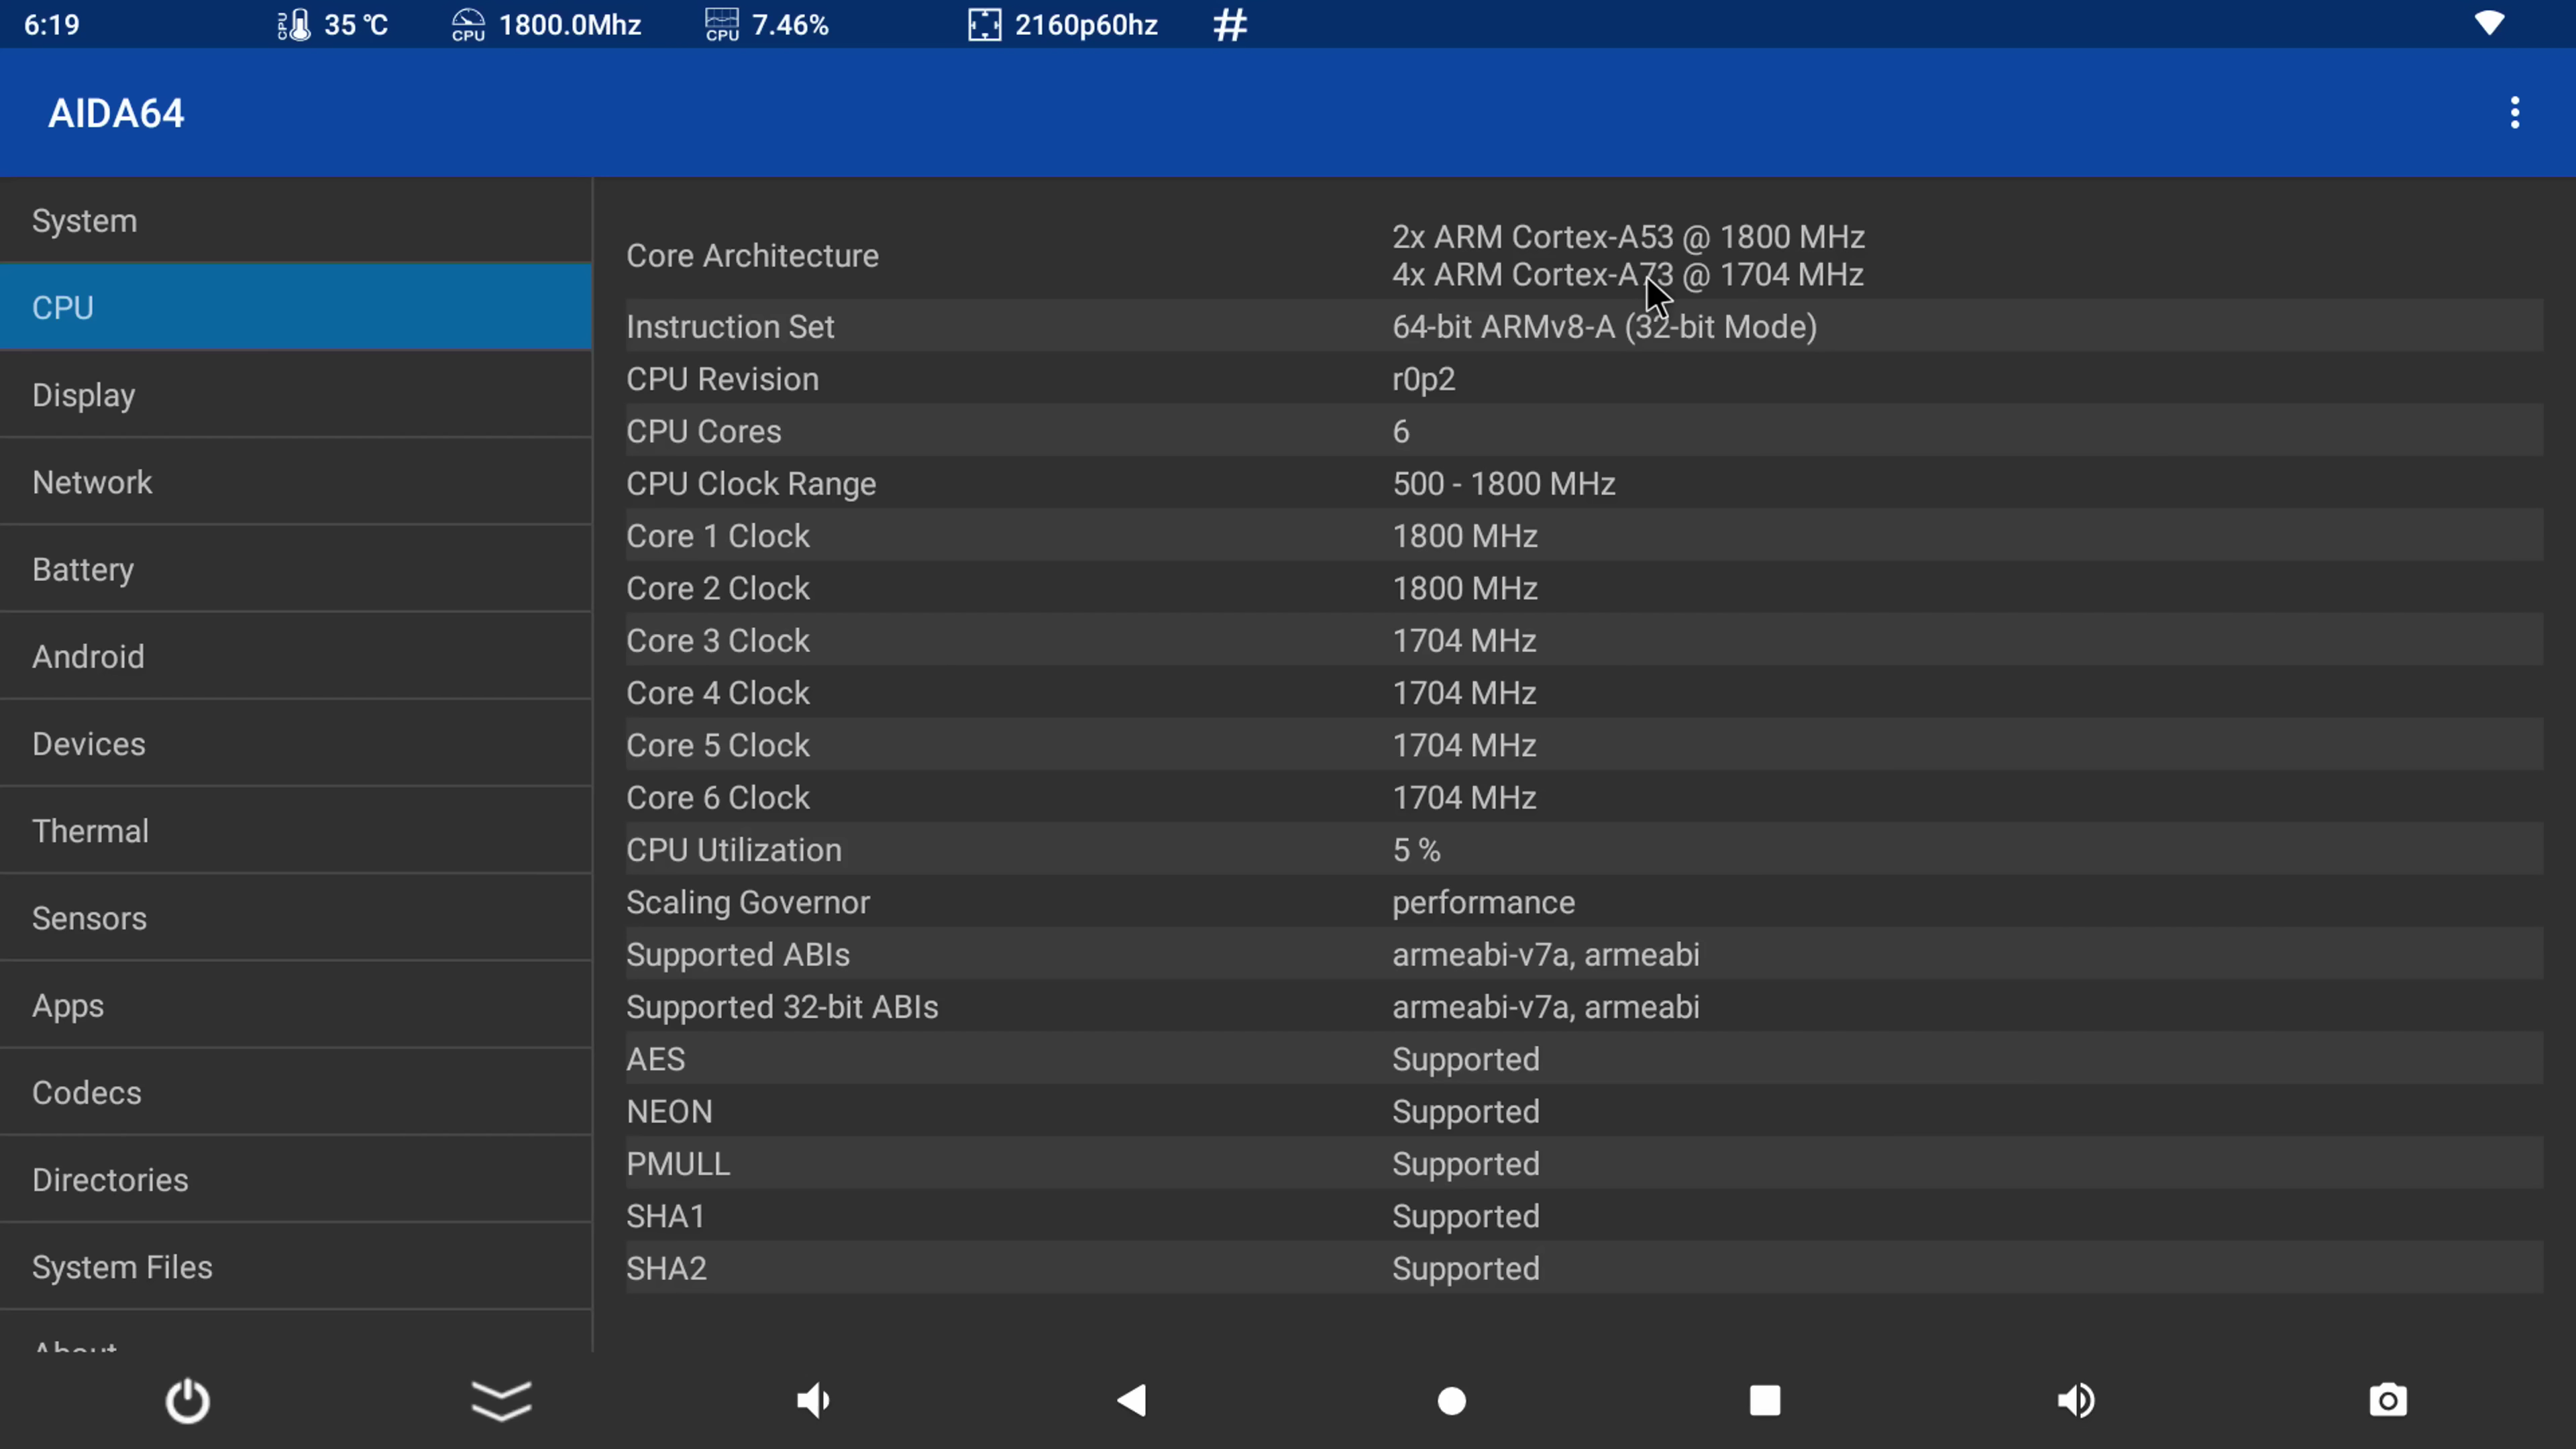 6:19 CPU 35 ℃ CPU 1800.0Mhz CPU 7.46% 2160p60hz #
AIDA64
System
CPU
Display
Network
Battery
Android
Devices
Thermal
Sensors
Apps
Codecs
Directories
System Files
About
Core Architecture 2x ARM Cortex-A53 @ 1800 MHz
4x ARM Cortex-A73 @ 1704 MHz
Instruction Set 64-bit ARMv8-A (32-bit Mode)
CPU Revision r0p2
CPU Cores 6
CPU Clock Range 500 - 1800 MHz
Core 1 Clock 1800 MHz
Core 2 Clock 1800 MHz
Core 3 Clock 1704 MHz
Core 4 Clock 1704 MHz
Core 5 Clock 1704 MHz
Core 6 Clock 1704 MHz
CPU Utilization 5 %
Scaling Governor performance
Supported ABIs armeabi-v7a, armeabi
Supported 32-bit ABIs armeabi-v7a, armeabi
AES Supported
NEON Supported
PMULL Supported
SHA1 Supported
SHA2 Supported